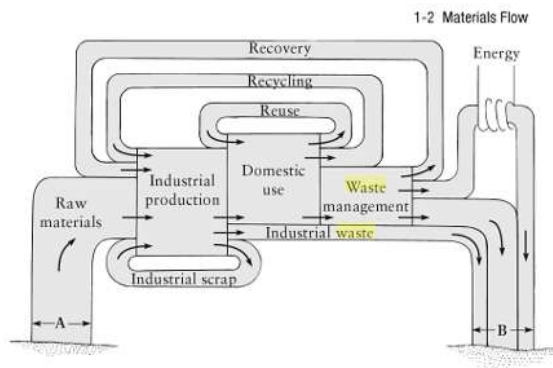 1-2 Materials Flow
Recovery
Energy
Recycling
Reuse
Domestic
use
Industrial
production
Waste
management
Raw
materials
Industrial waste
Industrial scrap
A
B